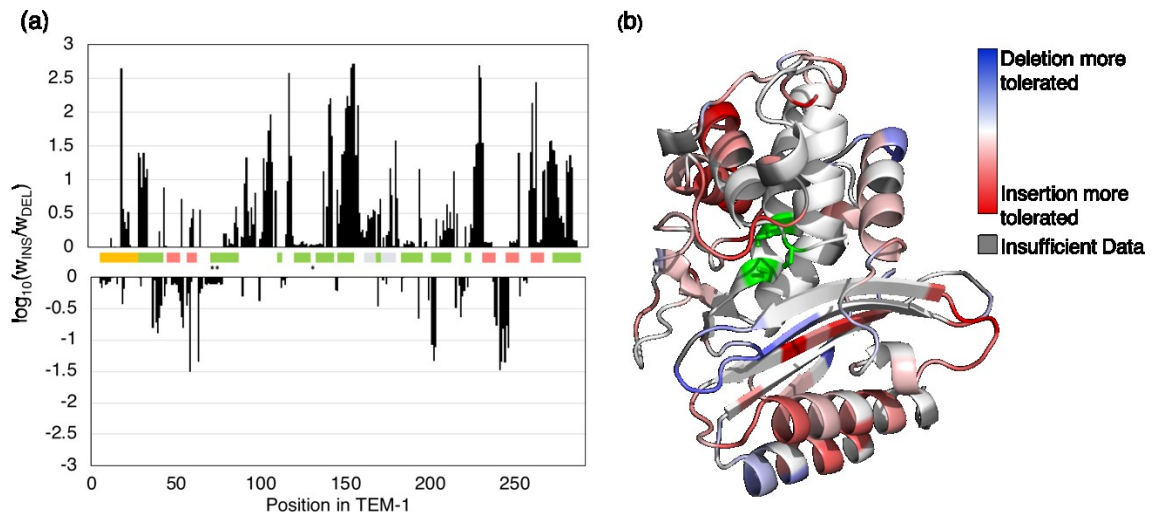 (a)
3
2.5
2
1.5
1
0.5
0
log10(wINS/wDEL)
* * *
0
-0.5
-1
-1.5
-2
-2.5
-3
0 50 100 150 200 250
Position in TEM-1
(b)
Deletion more
tolerated
Insertion more
tolerated
Insufficient Data